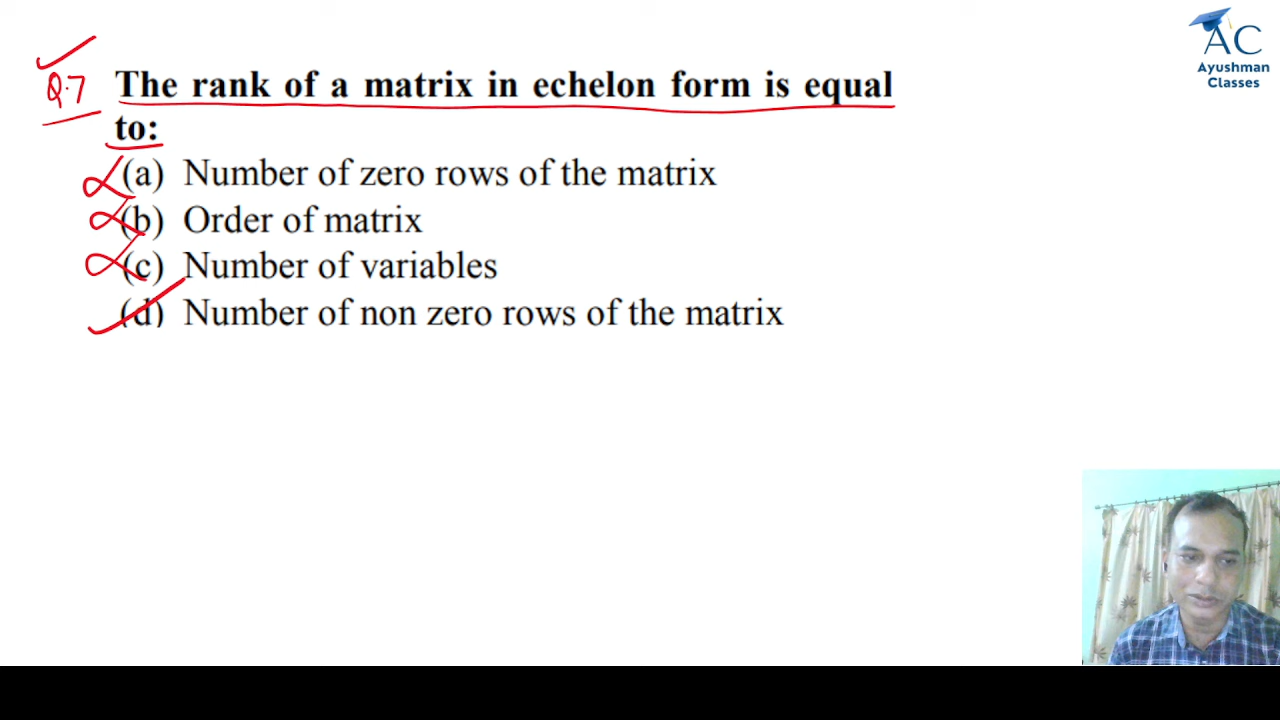 AC
Ayushman
Classes
Q.7 The rank of a matrix in echelon form is equal
to:
(a) Number of zero rows of the matrix
(b) Order of matrix
(c) Number of variables
(d) Number of non zero rows of the matrix